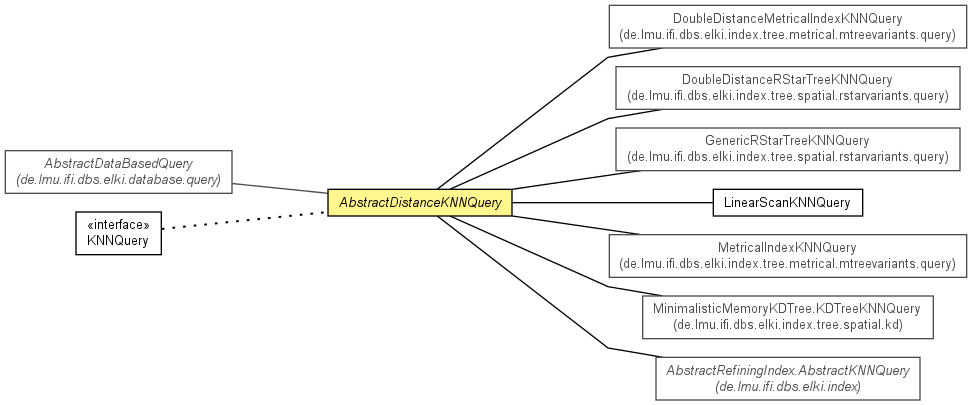 AbstractDataBasedQuery
(de.lmu.ifi.dbs.elki.database.query)
«interface»
KNNQuery
AbstractDistanceKNNQuery
DoubleDistanceMetricalIndexKNNQuery
(de.lmu.ifi.dbs.elki.index.tree.metrical.mtreevariants.query)
DoubleDistanceRStarTreeKNNQuery
(de.lmu.ifi.dbs.elki.index.tree.spatial.rstarvariants.query)
GenericRStarTreeKNNQuery
(de.lmu.ifi.dbs.elki.index.tree.spatial.rstarvariants.query)
LinearScanKNNQuery
MetricalIndexKNNQuery
(de.lmu.ifi.dbs.elki.index.tree.metrical.mtreevariants.query)
MinimalisticMemoryKDTree.KDTreeKNNQuery
(de.lmu.ifi.dbs.elki.index.tree.spatial.kd)
AbstractRefiningIndex.AbstractKNNQuery
(de.lmu.ifi.dbs.elki.index)